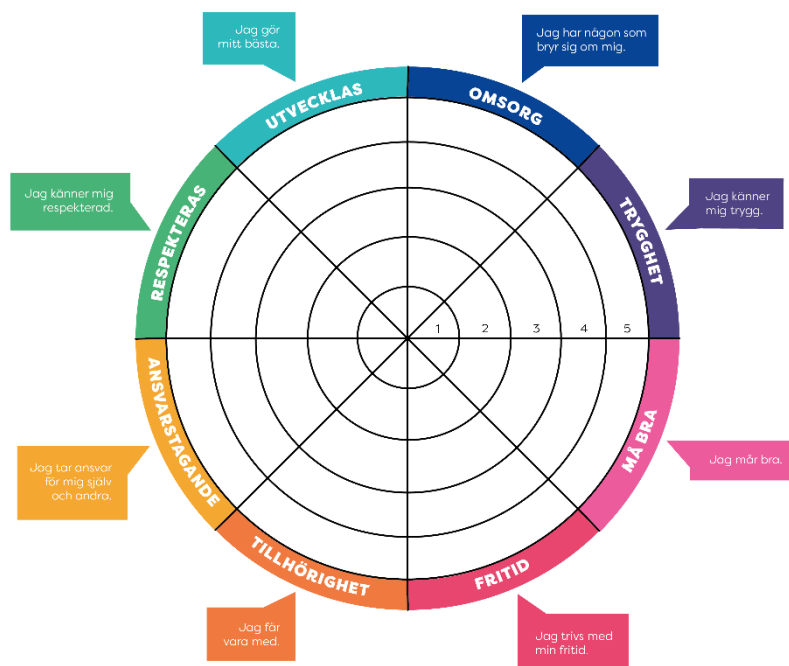 Jag gör
mitt bästa.
Jag har någon som
bryr sig om mig.
UTVECKLAS
OMSORG
Jag känner mig
respekterad.
RESPEKTERAS
TRYGGHET
Jag känner
mig trygg.
1 2 3 4 5
ANSVARSTAGANDE
MÅ BRA
Jag tar ansvar
för mig själv
och andra.
Jag mår bra.
TILLHÖRIGHET
FRITID
Jag får
vara med.
Jag trivs med
min fritid.